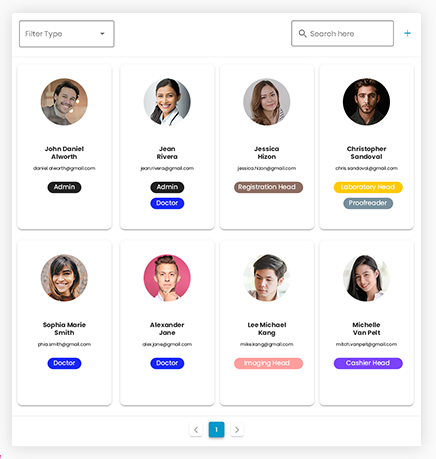 Filter Type
Search here
+
John Daniel
Alworth
daniel.alworth@gmail.com
Admin
Jean
Rivera
jean.rivera@gmail.com
Admin
Doctor
Jessica
Hizon
jessica.hizon@gmail.com
Registration Head
Christopher
Sandoval
chris.sandoval@gmail.com
Laboratory Head
Proofreader
Sophia Marie
Smith
phia.smith@gmail.com
Doctor
Alexander
Jane
alex.jane@gmail.com
Doctor
Lee Michael
Kang
mike.kang@gmail.com
Imaging Head
Michelle
Van Pelt
mitch.vanpelt@gmail.com
Cashier Head
1